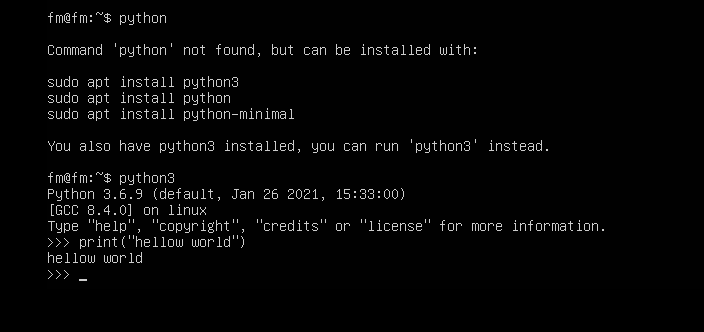 fm@fm:~$ python
Command 'python' not found, but can be installed with:
sudo apt install python3
sudo apt install python
sudo apt install python-minimal
You also have python3 installed, you can run 'python3' instead.
fm@fm:~$ python3
Python 3.6.9 (default, Jan 26 2021, 15:33:00)
[GCC 8.4.0] on linux
Type "help", "copyright", "credits" or "license" for more information.
>>> print("hellow world")
hellow world
>>> _